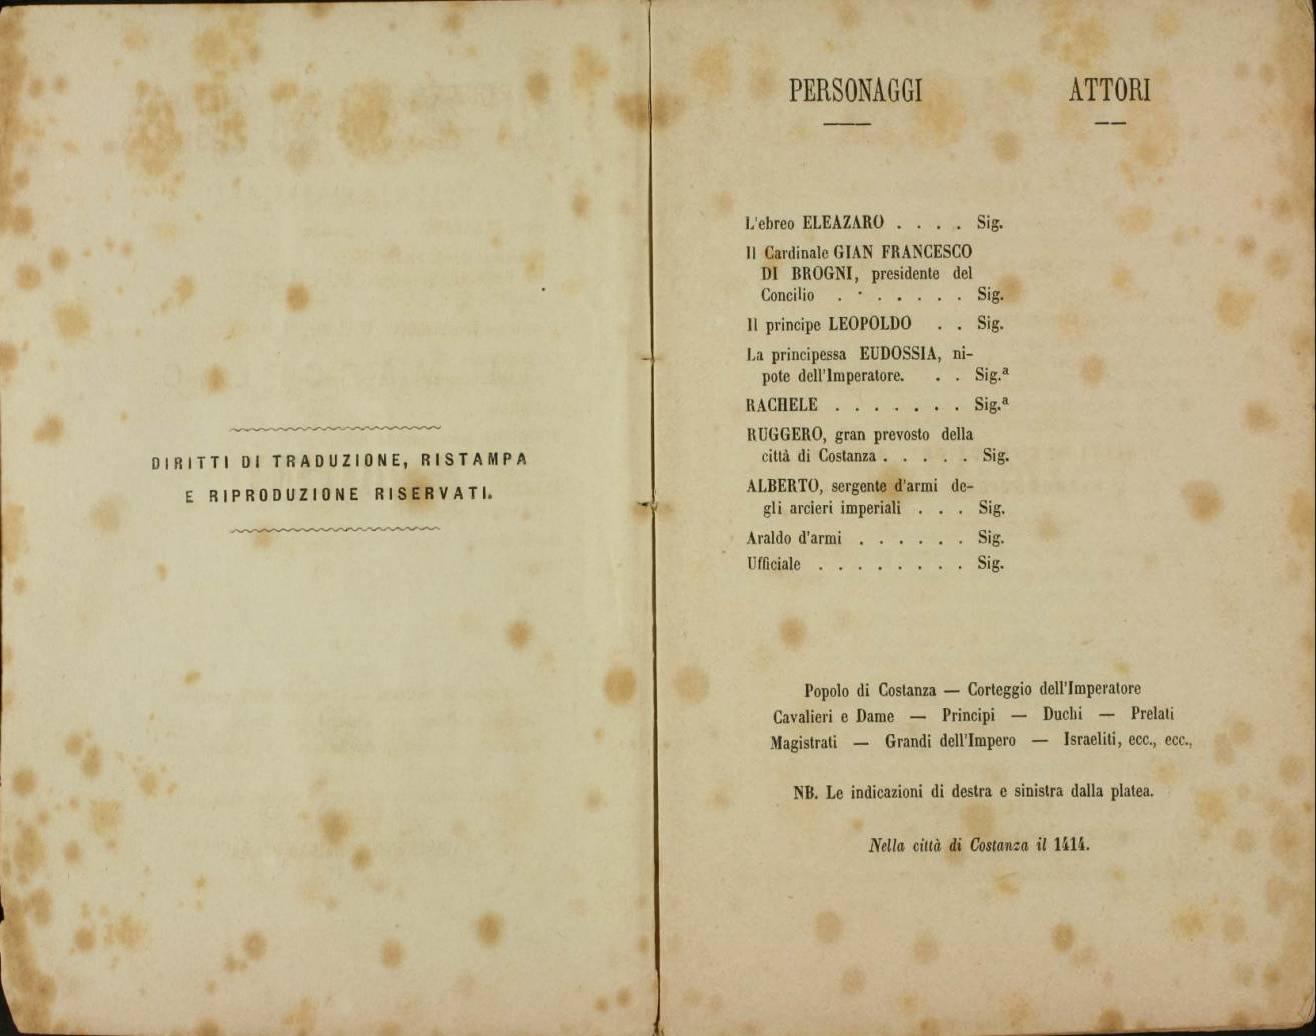 DIRITTI DI TRADUZIONE, RISTAMPA
E RIPRODUZIONE RISERVATI.
PERSONAGGI ATTORI
L'ebreo ELEAZARO . . . . Sig.
Il Cardinale GIAN FRANCESCO
DI BROGNI, presidente del
Concilio . . . . . . . Sig.
Il principe LEOPOLDO . . Sig.
La principessa EUDOSSIA, ni-
pote dell'Imperatore. . . Sig.ª
RACHELE . . . . . . . Sig.ª
RUGGERO, gran prevosto della
città di Costanza . . . . . Sig.
ALBERTO, sergente d'armi de-
gli arcieri imperiali . . . Sig.
Araldo d'armi . . . . . . Sig.
Ufficiale . . . . . . . . Sig.
Popolo di Costanza — Corteggio dell'Imperatore
Cavalieri e Dame — Principi — Duchi — Prelati
Magistrati — Grandi dell'Impero — Israeliti, ecc., ecc.,
NB. Le indicazioni di destra e sinistra dalla platea.
Nella città di Costanza il 1414.